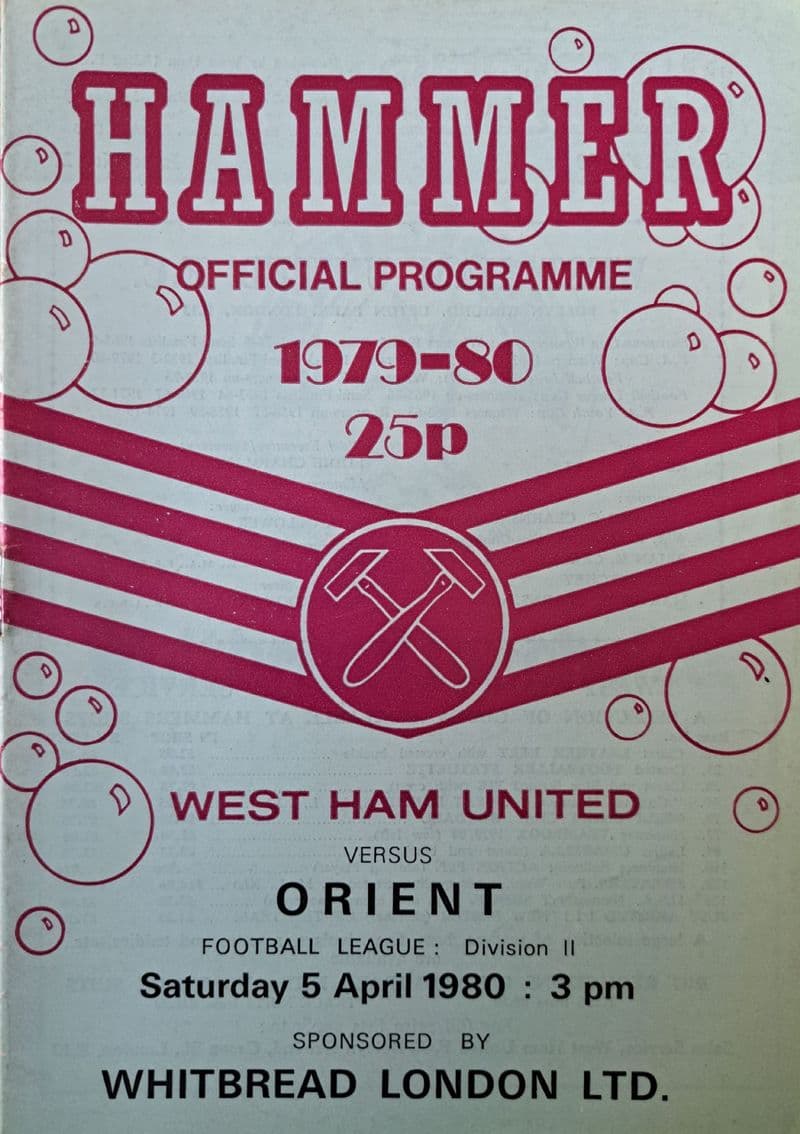 HAMMER
OFFICIAL PROGRAMME
1979-80
25p
WEST HAM UNITED
VERSUS
ORIENT
FOOTBALL LEAGUE : Division II
Saturday 5 April 1980 : 3 pm
SPONSORED BY
WHITBREAD LONDON LTD.